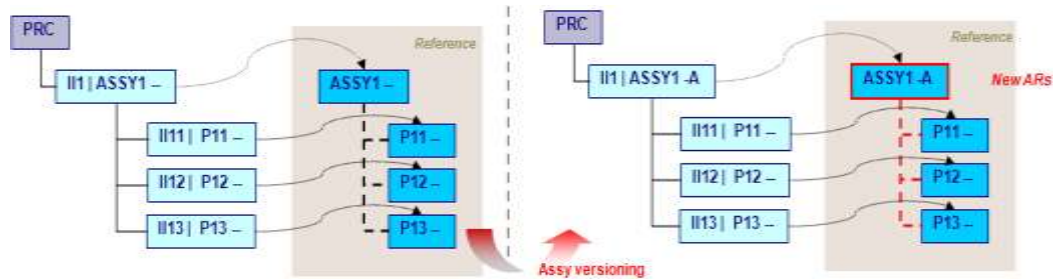 PRC
Reference
II1 | ASSY1 --
ASSY1 --
II11 | P11 --
P11 --
II12 | P12 --
P12 --
II13 | P13 --
P13 --
Assy versioning
PRC
Reference
II1 | ASSY1 -A
ASSY1 -A
New ARs
II11 | P11 --
P11 --
II12 | P12 --
P12 --
II13 | P13 --
P13 --